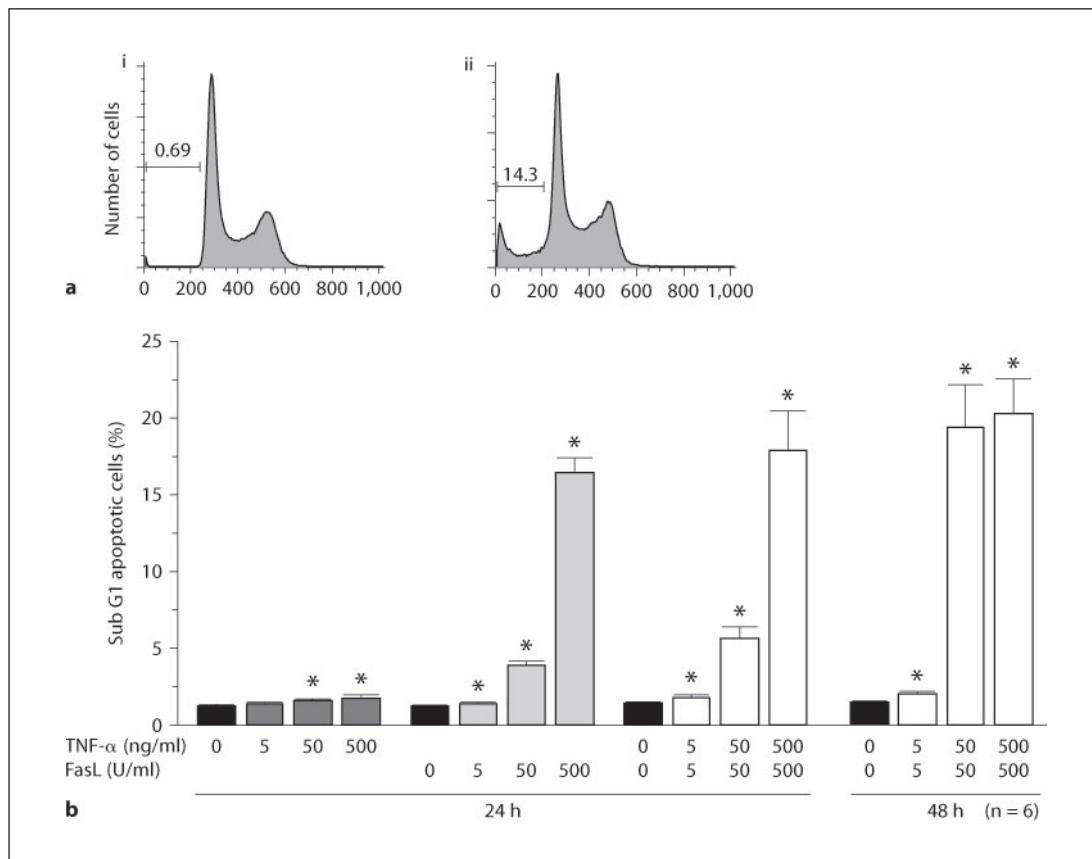 i
ii
Number of cells
0.69
14.3
0 200 400 600 800 1,000
0 200 400 600 800 1,000
a
25
20
15
10
5
0
Sub G1 apoptotic cells (%)
* * * * * * * * * * *
TNF-α (ng/ml) 0 5 50 500 0 5 50 500 0 5 50 500
FasL (U/ml) 0 5 50 500 0 5 50 500 0 5 50 500
b
24 h
48 h (n = 6)